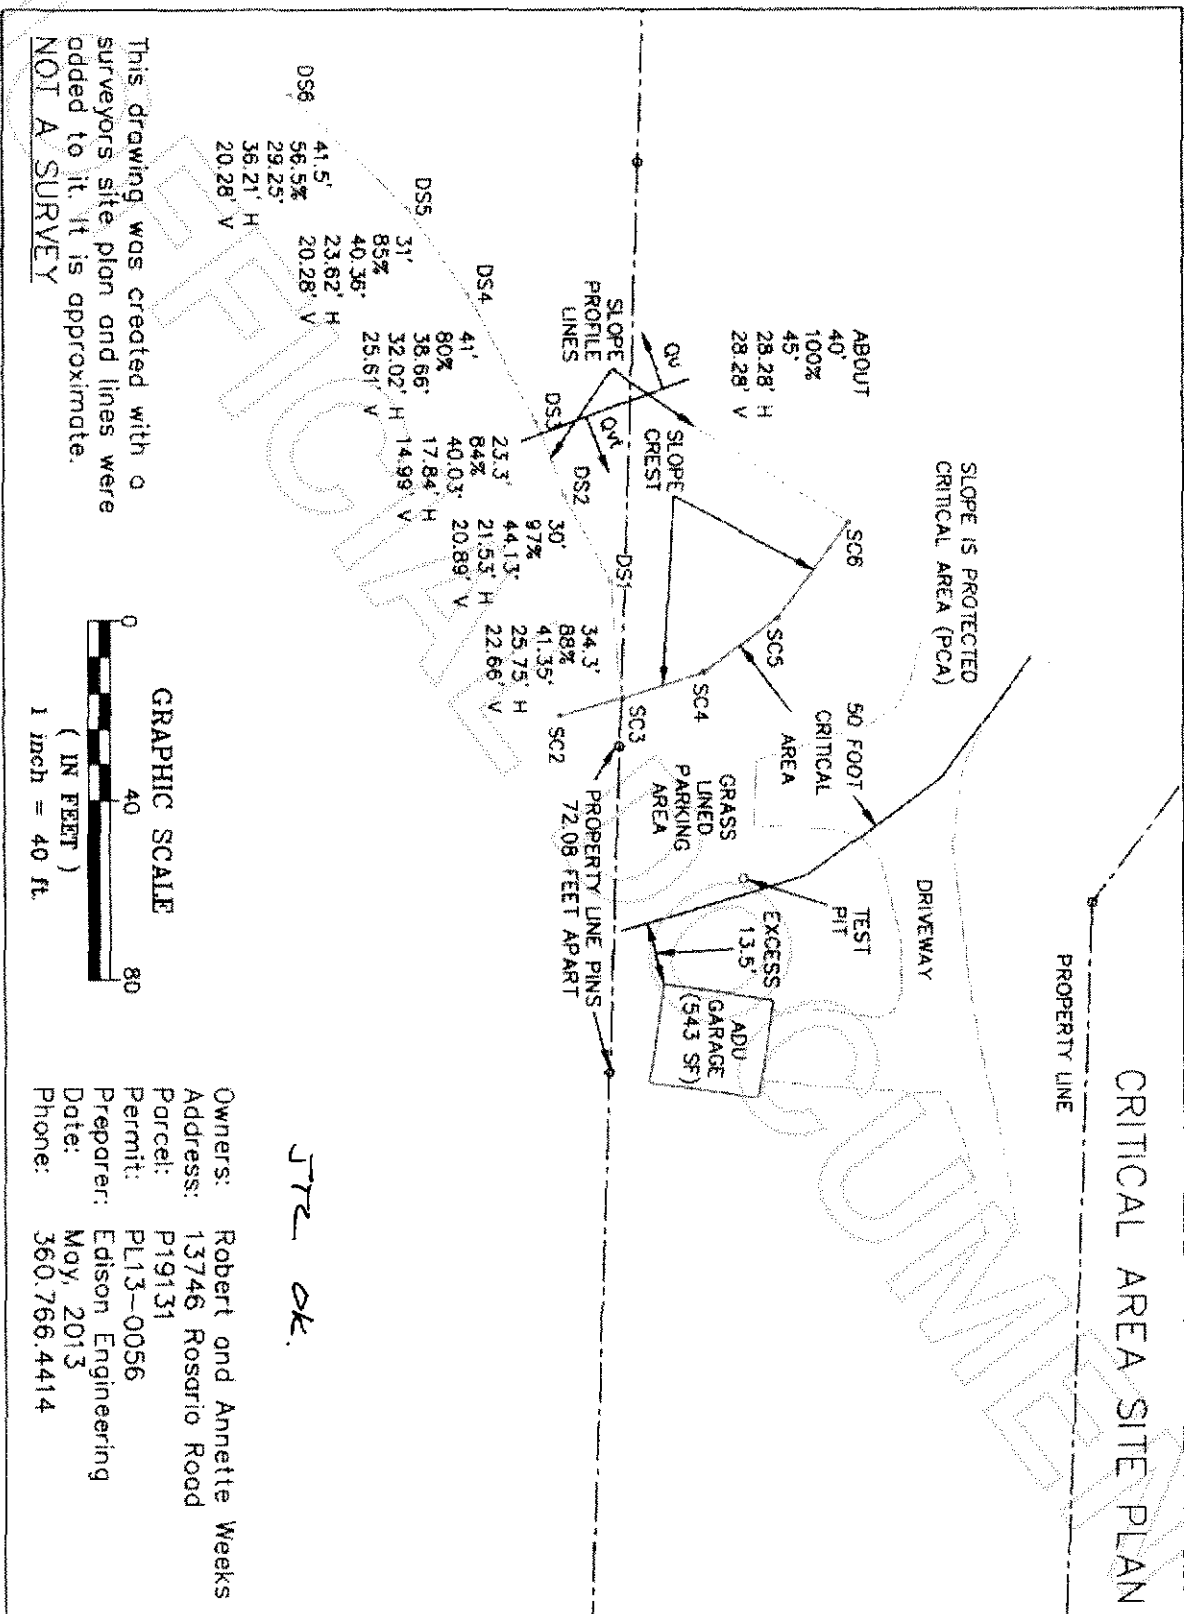 CRITICAL AREA SITE PLAN
PROPERTY LINE
SLOPE IS PROTECTED
CRITICAL AREA (PCA)
DRIVEWAY
50 FOOT
CRITICAL
AREA
TEST
PIT
EXCESS
13.5'
ADU
GARAGE
(543 SF)
GRASS
LINED
PARKING
AREA
ABOUT
40'
100%
45°
28.28' H
28.28' V
SC6
SC5
SC4
SC3
SC2
SLOPE
CREST
SLOPE
PROFILE
LINES
Qv
Qvt
PROPERTY LINE PINS
72.08 FEET APART
DS1
DS2
DS3
DS4
DS5
DS6
34.3'
88%
41.35°
25.75' H
22.66' V
30'
97%
44.13°
21.53' H
20.89' V
23.3'
84%
40.03°
17.84' H
14.99' V
41'
80%
38.66°
32.02' H
25.61' V
31'
85%
40.36°
23.62' H
20.28' V
41.5'
56.5%
29.25°
36.21' H
20.28' V
This drawing was created with a
surveyors site plan and lines were
added to it. It is approximate.
NOT A SURVEY
GRAPHIC SCALE
0 40 80
( IN FEET )
1 inch = 40 ft.
JTC OK.
Owners: Robert and Annette Weeks
Address: 13746 Rosario Road
Parcel: P19131
Permit: PL13-0056
Preparer: Edison Engineering
Date: May, 2013
Phone: 360.766.4414